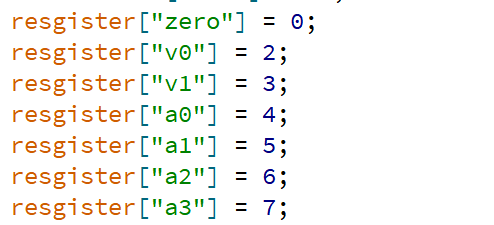 resgister["zero"] = 0;
resgister["v0"] = 2;
resgister["v1"] = 3;
resgister["a0"] = 4;
resgister["a1"] = 5;
resgister["a2"] = 6;
resgister["a3"] = 7;